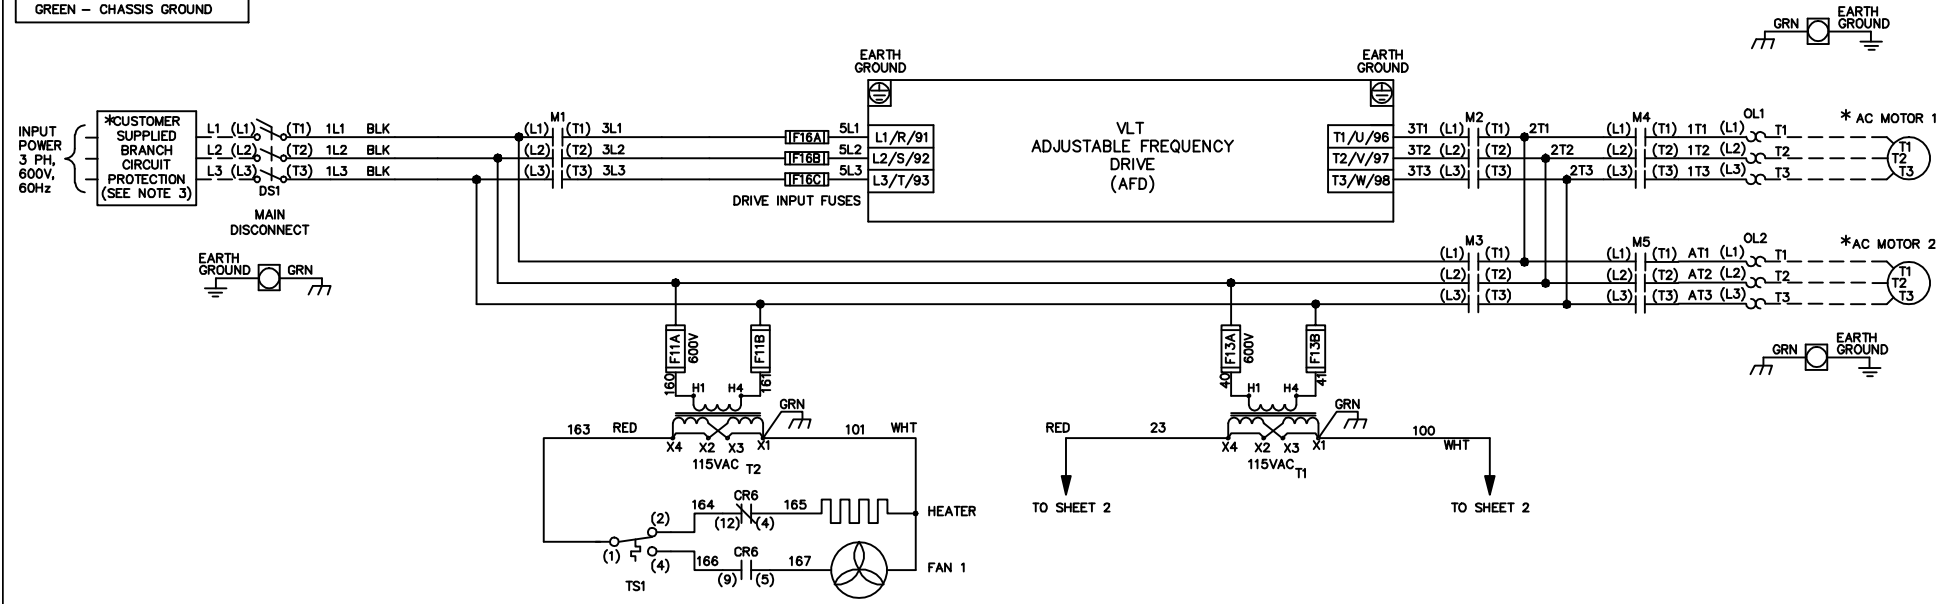 GREEN – CHASSIS GROUND
EARTH
GROUND
GRN
EARTH
GROUND
EARTH
GROUND
INPUT
POWER
3 PH,
600V,
60Hz
*CUSTOMER
SUPPLIED
BRANCH
CIRCUIT
PROTECTION
(SEE NOTE 3)
L1 (L1) (T1) 1L1 BLK
L2 (L2) (T2) 1L2 BLK
L3 (L3) (T3) 1L3 BLK
DS1
MAIN
DISCONNECT
M1
(L1) (T1) 3L1
(L2) (T2) 3L2
(L3) (T3) 3L3
F16A 5L1
F16B 5L2
F16C 5L3
DRIVE INPUT FUSES
L1/R/91
L2/S/92
L3/T/93
VLT
ADJUSTABLE FREQUENCY
DRIVE
(AFD)
T1/U/96
T2/V/97
T3/W/98
M2
3T1 (L1) (T1) 2T1
3T2 (L2) (T2) 2T2
3T3 (L3) (T3) 2T3
M4 OL1
(L1) (T1) 1T1 (L1) T1
(L2) (T2) 1T2 (L2) T2
(L3) (T3) 1T3 (L3) T3
* AC MOTOR 1
T1
T2
T3
EARTH
GROUND
GRN
M3
(L1) (T1)
(L2) (T2)
(L3) (T3)
M5 OL2
(L1) (T1) AT1 (L1) T1
(L2) (T2) AT2 (L2) T2
(L3) (T3) AT3 (L3) T3
*AC MOTOR 2
T1
T2
T3
GRN
EARTH
GROUND
F11A
600V
F11B
160
161
H1 H4
GRN
163 RED
101 WHT
X4 X2 X3 X1
115VAC T2
F13A
600V
F13B
40
41
H1 H4
GRN
RED 23
100
WHT
X4 X2 X3 X1
115VAC T1
TO SHEET 2
TO SHEET 2
164 CR6 165
(12) (4)
HEATER
(2)
(1)
(4)
TS1
166 CR6 167
(9) (5)
FAN 1